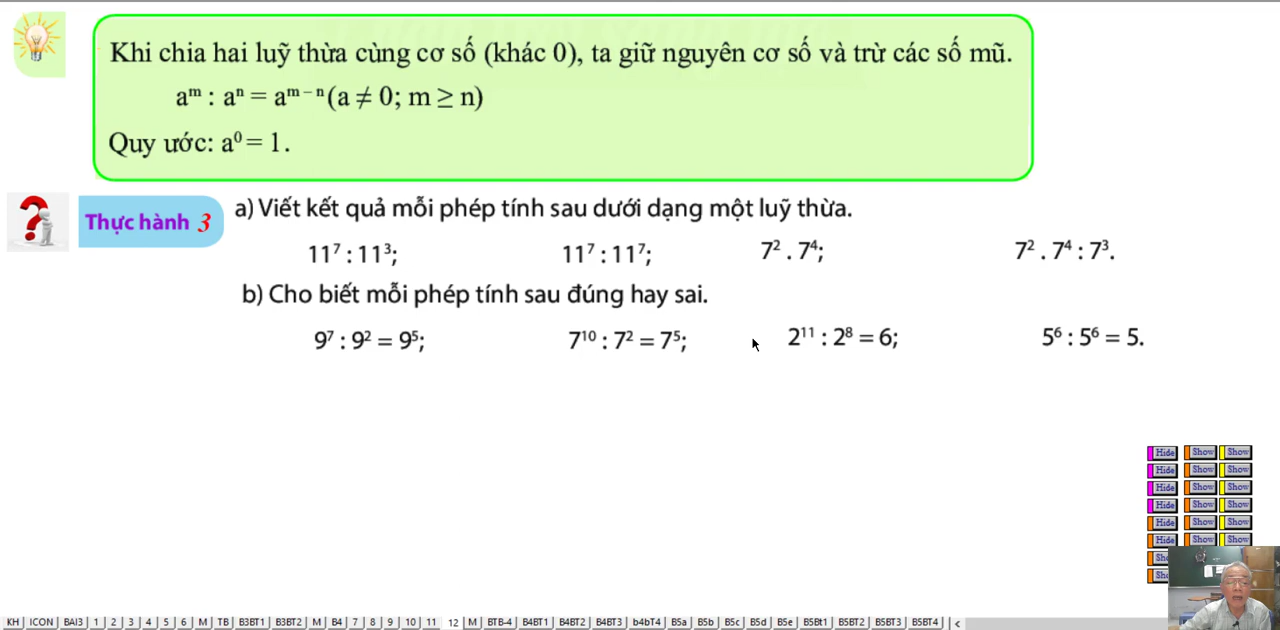 Khi chia hai luỹ thừa cùng cơ số (khác 0), ta giữ nguyên cơ số và trừ các số mũ.
aᵐ : aⁿ = aᵐ⁻ⁿ(a ≠ 0; m ≥ n)
Quy ước: a⁰ = 1.
Thực hành 3
a) Viết kết quả mỗi phép tính sau dưới dạng một luỹ thừa.
11⁷ : 11³; 11⁷ : 11⁷; 7² . 7⁴; 7² . 7⁴ : 7³.
b) Cho biết mỗi phép tính sau đúng hay sai.
9⁷ : 9² = 9⁵; 7¹⁰ : 7² = 7⁵; 2¹¹ : 2⁸ = 6; 5⁶ : 5⁶ = 5.
Hide Show Show
Hide Show Show
Hide Show Show
Hide Show Show
Hide Show Show
Hide Show Show
KH ICON BAI3 1 2 3 4 5 6 M TB B3BT1 B3BT2 M B4 7 8 9 10 11 12 M BTB-4 B4BT1 B4BT2 B4BT3 b4bT4 B5a B5b B5c B5d B5e B5Bt1 B5BT2 B5BT3 B5BT4 <